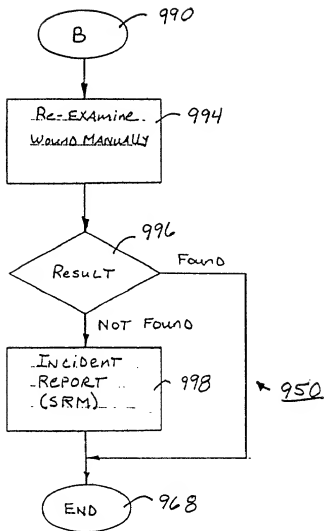 B
990
Re-Examine
Wound Manually
994
996
Result
Found
Not Found
Incident
Report
(SRM)
998
950
End
968